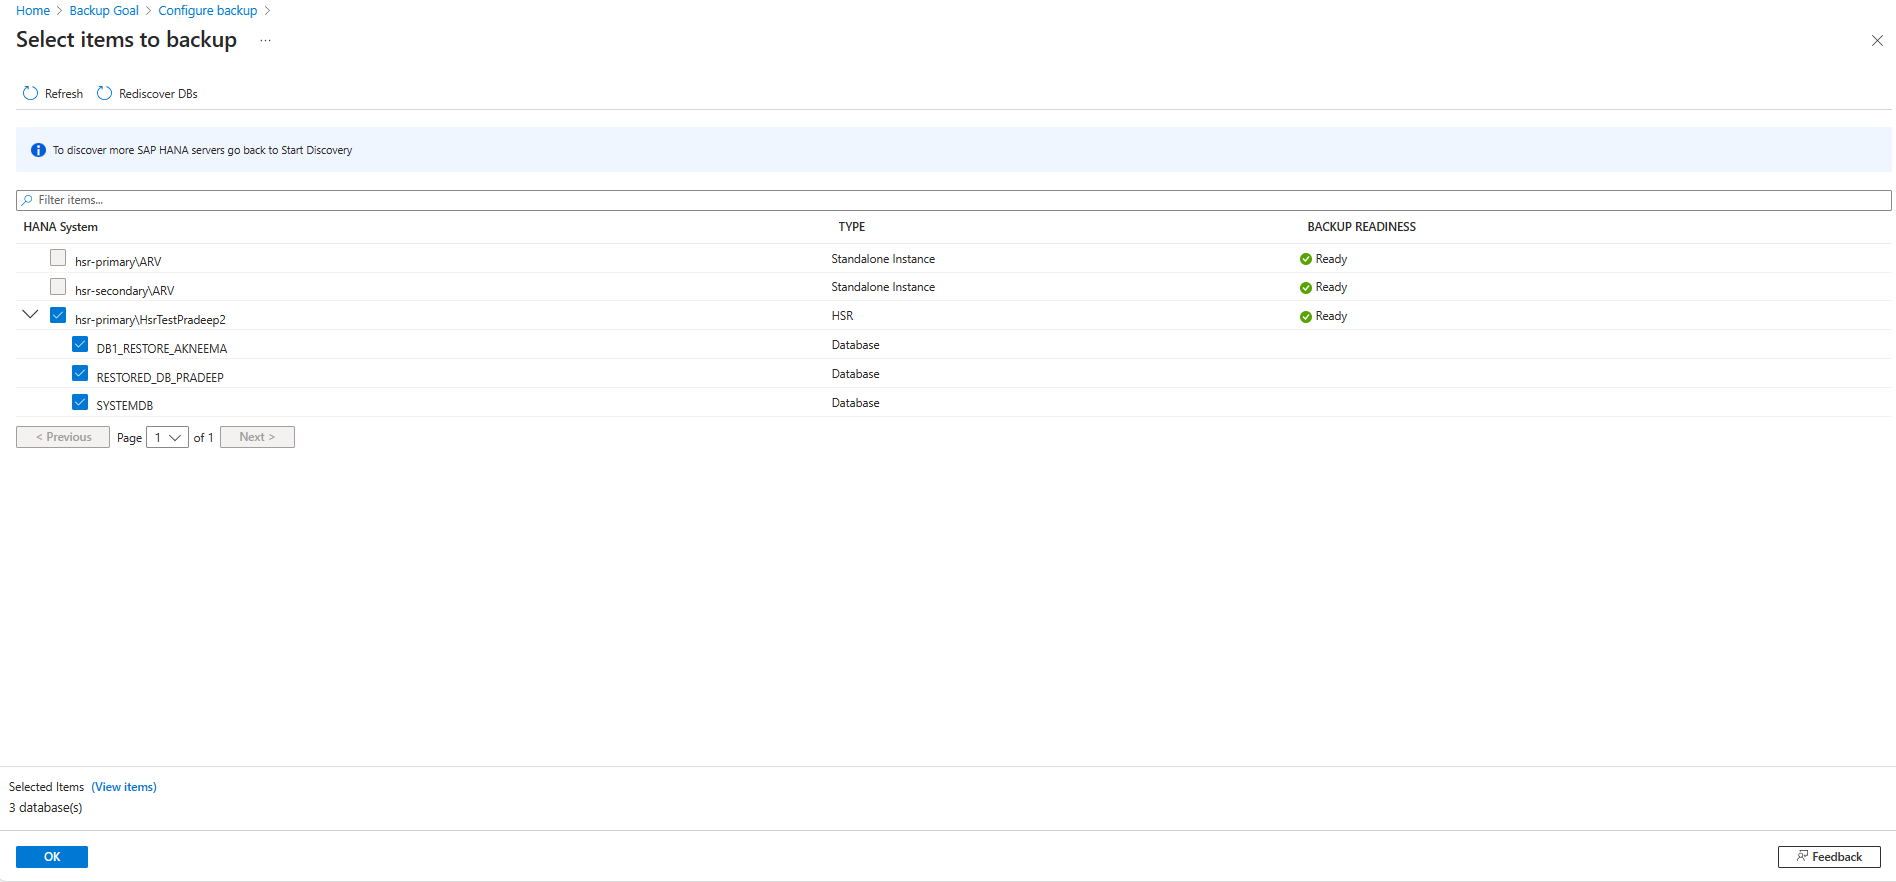 Home > Backup Goal > Configure backup >
Select items to backup ...
Refresh Rediscover DBs
To discover more SAP HANA servers go back to Start Discovery
Filter items...
HANA System TYPE BACKUP READINESS
hsr-primary\ARV Standalone Instance Ready
hsr-secondary\ARV Standalone Instance Ready
hsr-primary\HsrTestPradeep2 HSR Ready
DB1_RESTORE_AKNEEMA Database
RESTORED_DB_PRADEEP Database
SYSTEMDB Database
< Previous Page 1 of 1 Next >
Selected Items (View items)
3 database(s)
OK Feedback